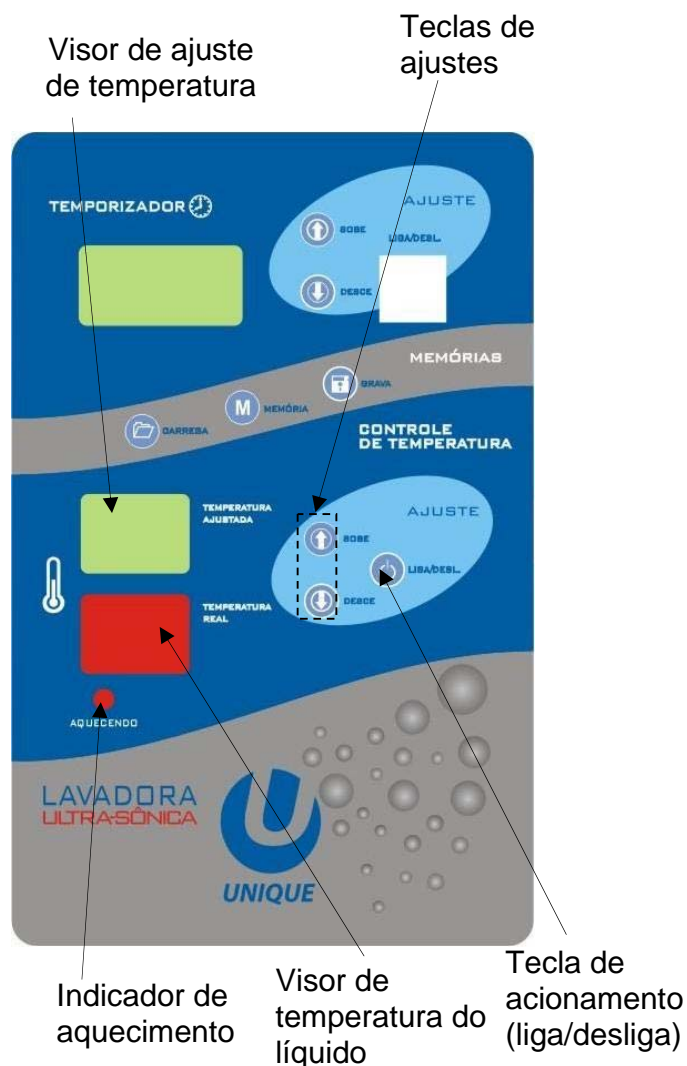 Teclas de
ajustes
Visor de ajuste
de temperatura
TEMPORIZADOR
AJUSTE
SOBE
LIGA/DESL.
DESCE
MEMÓRIAS
GRAVA
M MEMÓRIA
CARREGA
CONTROLE
DE TEMPERATURA
TEMPERATURA
AJUSTADA
AJUSTE
SOBE
LIGA/DESL.
DESCE
TEMPERATURA
REAL
AQUECENDO
LAVADORA
ULTRA-SÔNICA
UNIQUE
Indicador de
aquecimento
Visor de
temperatura do
líquido
Tecla de
acionamento
(liga/desliga)